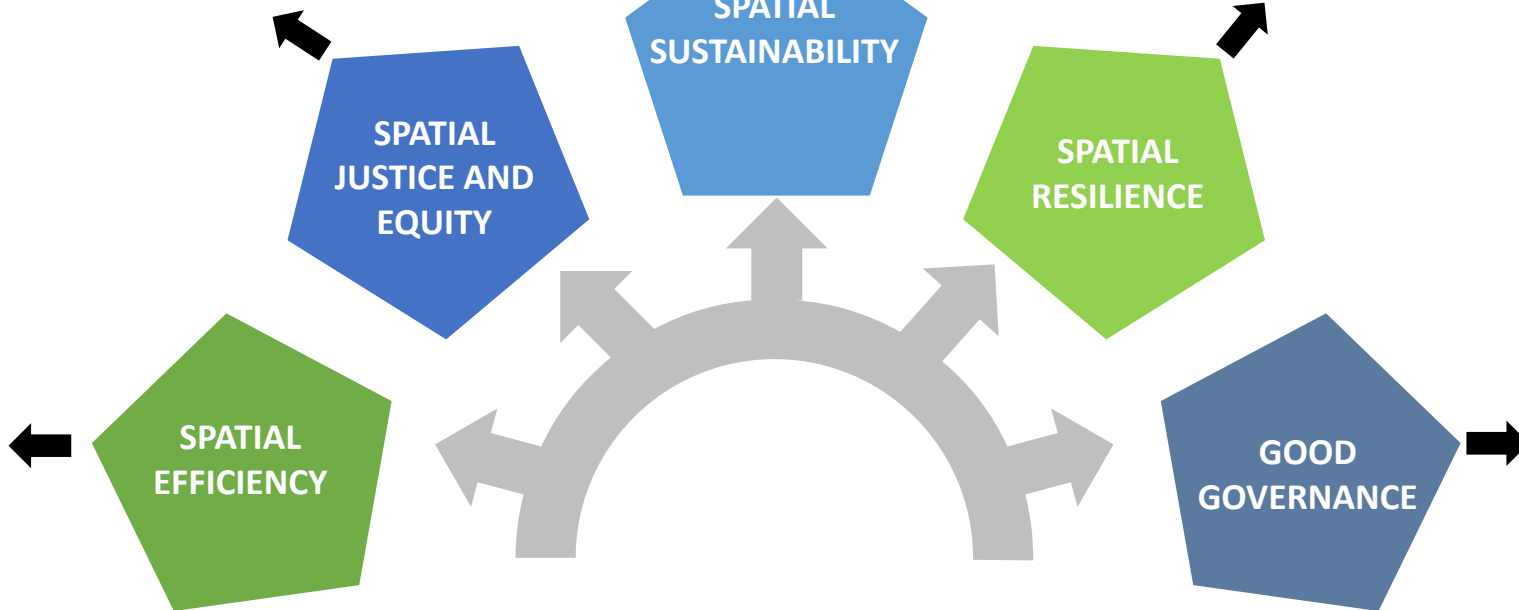 SPATIAL
SUSTAINABILITY
SPATIAL
JUSTICE AND
EQUITY
SPATIAL
RESILIENCE
SPATIAL
EFFICIENCY
GOOD
GOVERNANCE